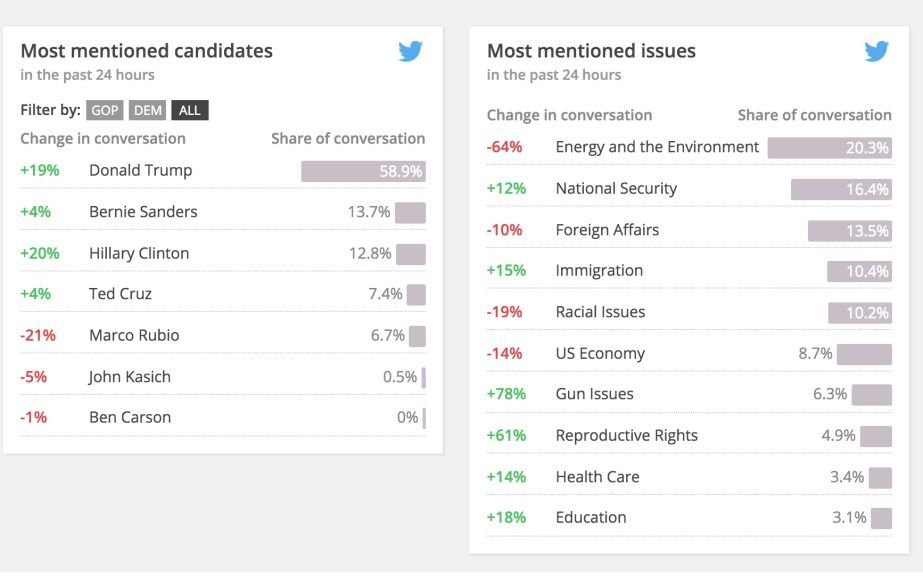 Most mentioned candidates
in the past 24 hours
Filter by: GOP DEM ALL
Change in conversation Share of conversation
+19% Donald Trump 58.9%
+4% Bernie Sanders 13.7%
+20% Hillary Clinton 12.8%
+4% Ted Cruz 7.4%
-21% Marco Rubio 6.7%
-5% John Kasich 0.5%
-1% Ben Carson 0%
Most mentioned issues
in the past 24 hours
Change in conversation Share of conversation
-64% Energy and the Environment 20.3%
+12% National Security 16.4%
-10% Foreign Affairs 13.5%
+15% Immigration 10.4%
-19% Racial Issues 10.2%
-14% US Economy 8.7%
+78% Gun Issues 6.3%
+61% Reproductive Rights 4.9%
+14% Health Care 3.4%
+18% Education 3.1%